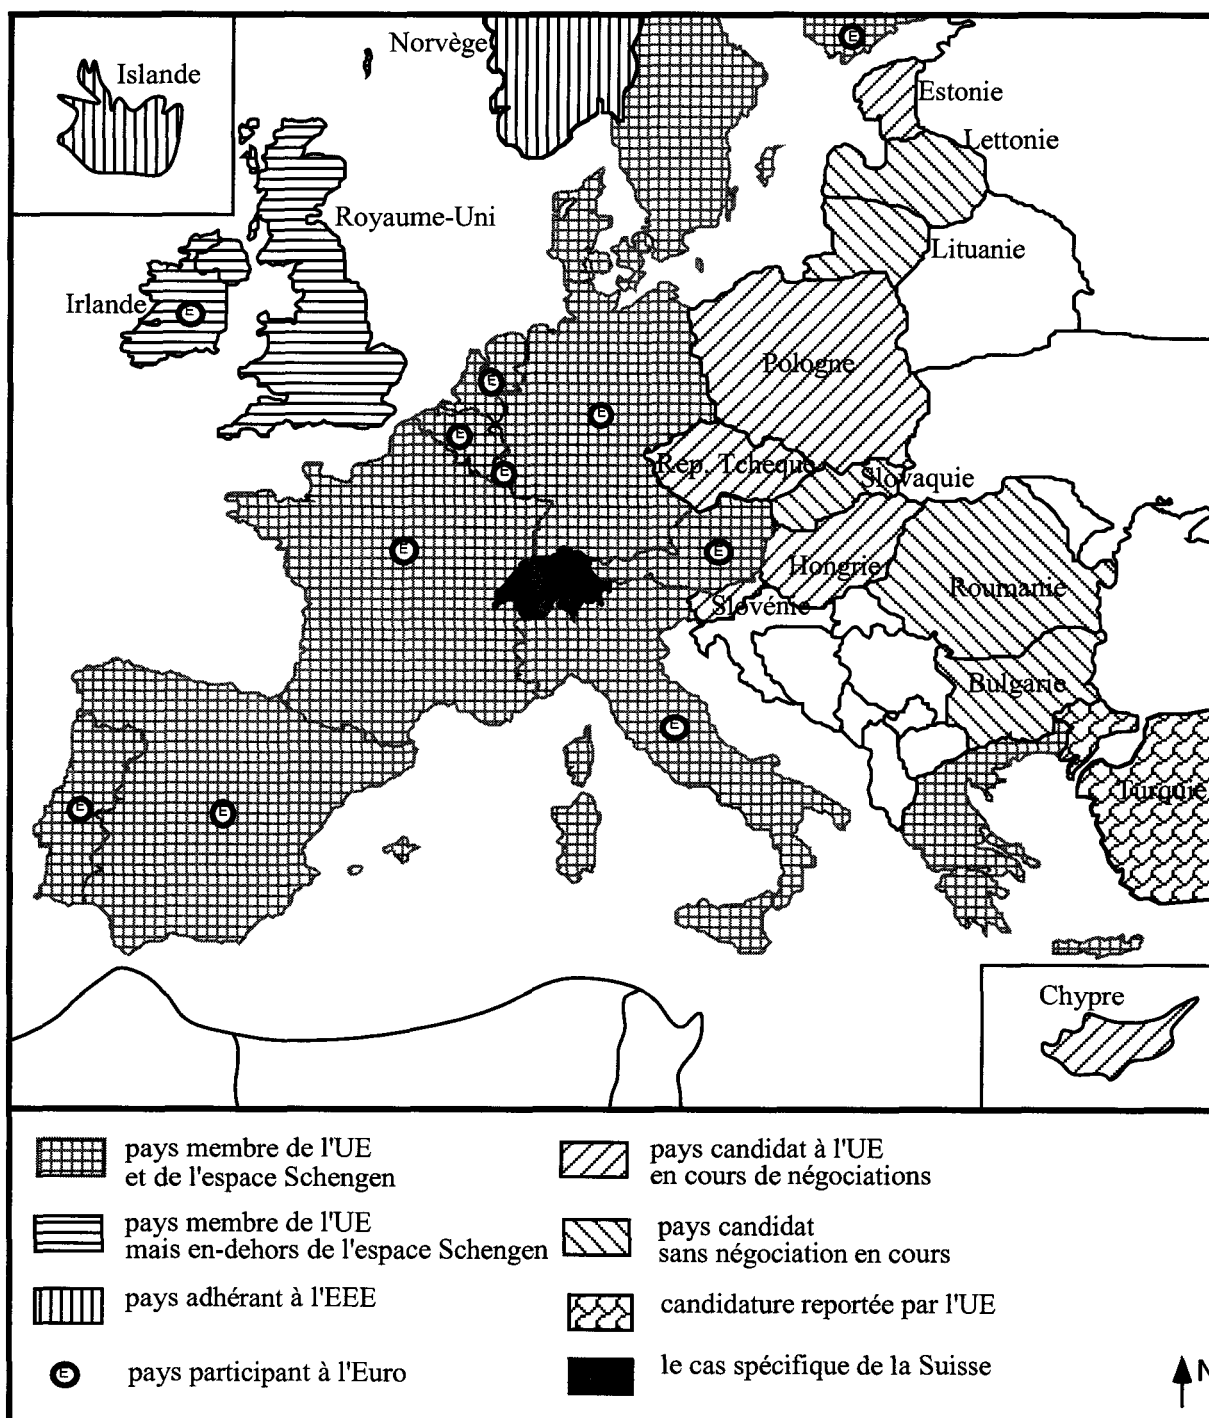 Norvège
Islande
Estonie
Lettonie
Royaume-Uni
Lituanie
Irlande
Pologne
Rép. Tchèque
Slovaquie
Hongrie
Roumanie
Slovénie
Bulgarie
Turquie
Chypre
E
E
E
E
E
E
E
E
E
E
E
pays membre de l'UE
et de l'espace Schengen
pays membre de l'UE
mais en-dehors de l'espace Schengen
pays adhérant à l'EEE
E pays participant à l'Euro
pays candidat à l'UE
en cours de négociations
pays candidat
sans négociation en cours
candidature reportée par l'UE
le cas spécifique de la Suisse
N